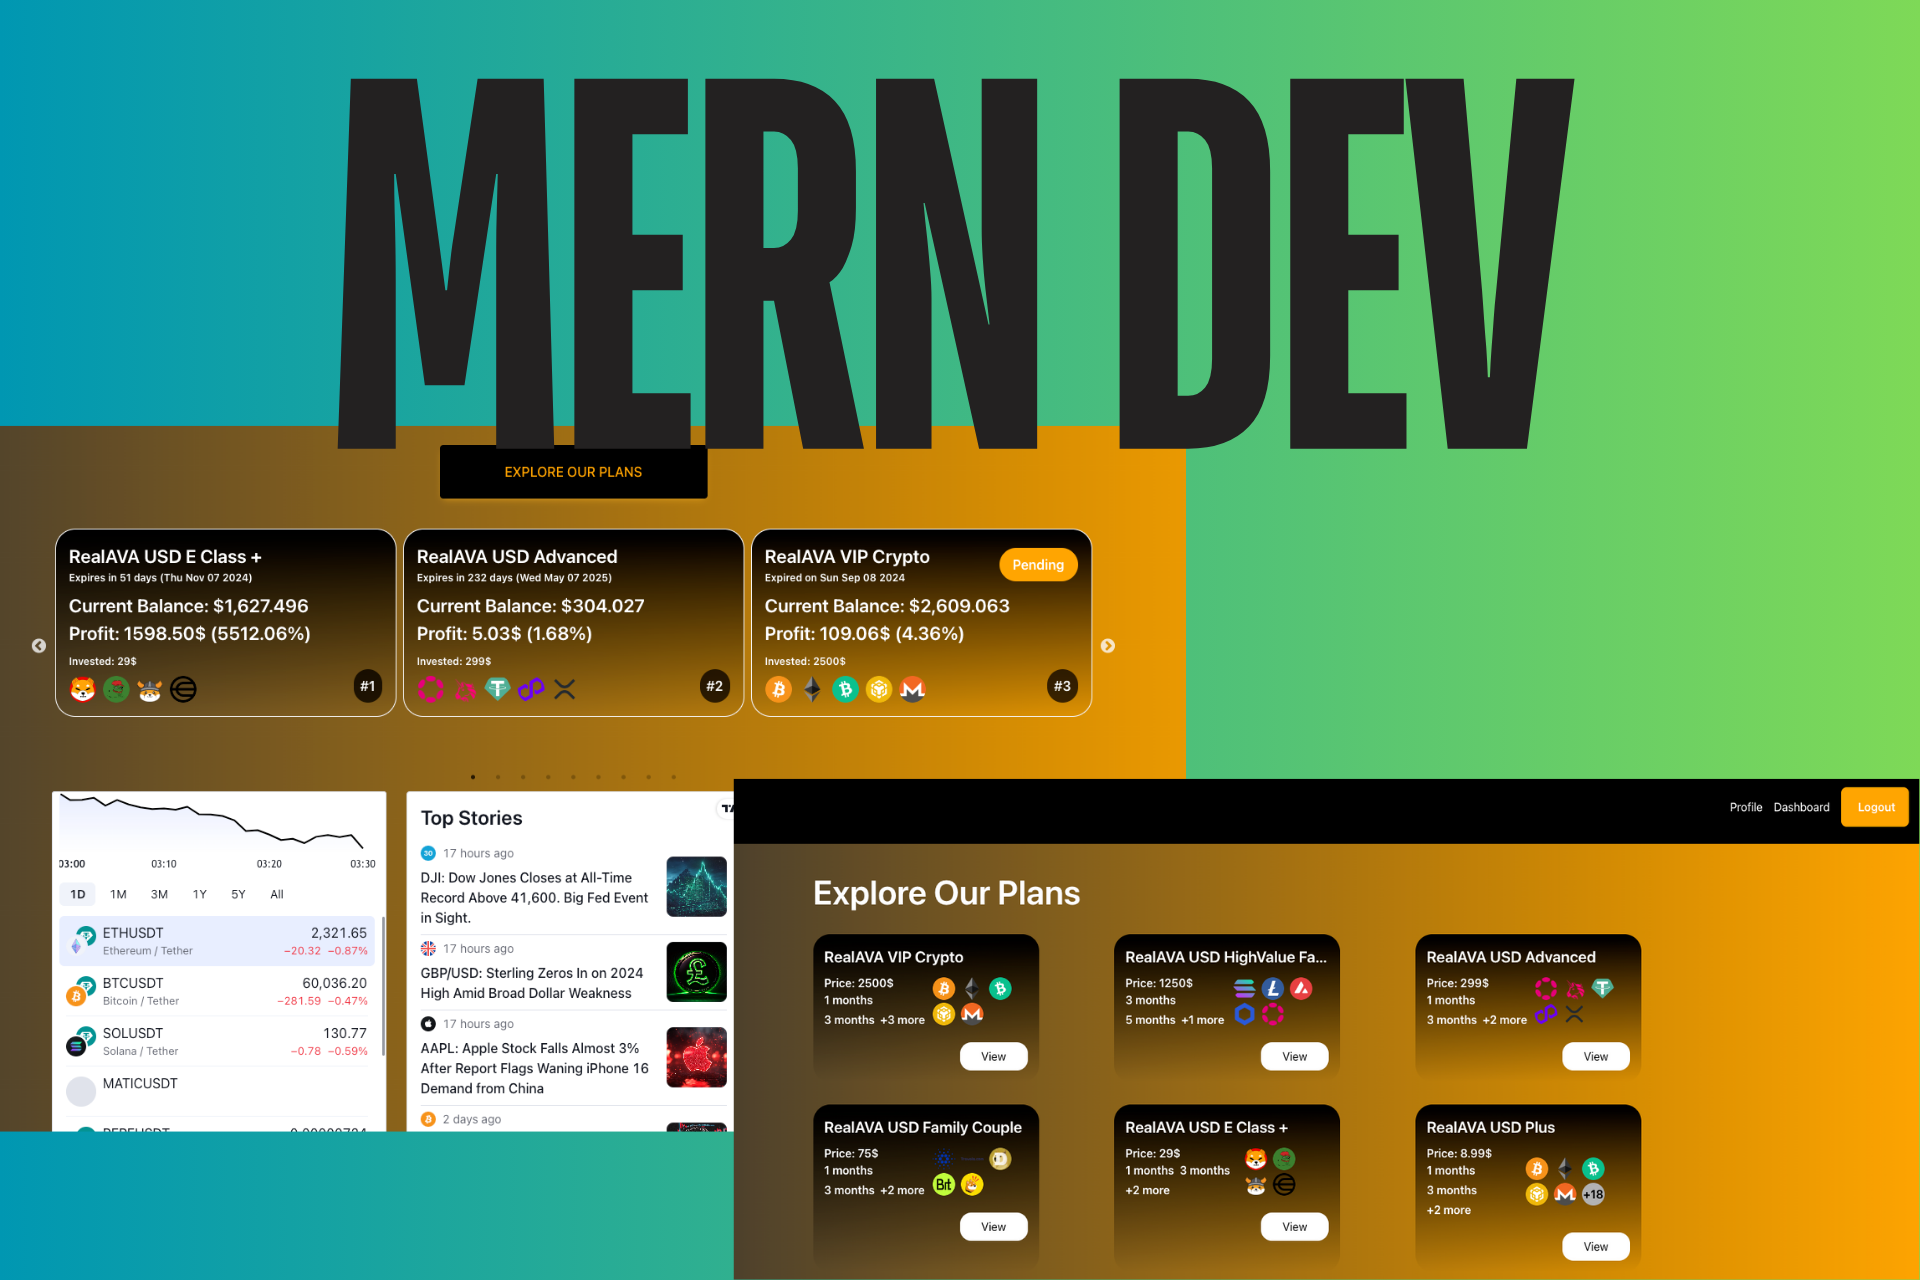 MERN DEV
EXPLORE OUR PLANS
RealAVA USD E Class +
Expires in 51 days (Thu Nov 07 2024)
Current Balance: $1,627.496
Profit: 1598.50$ (5512.06%)
Invested: 29$
#1
RealAVA USD Advanced
Expires in 232 days (Wed May 07 2025)
Current Balance: $304.027
Profit: 5.03$ (1.68%)
Invested: 299$
#2
RealAVA VIP Crypto
Pending
Expired on Sun Sep 08 2024
Current Balance: $2,609.063
Profit: 109.06$ (4.36%)
Invested: 2500$
#3
03:00 03:10 03:20 03:30
1D 1M 3M 1Y 5Y All
ETHUSDT 2,321.65
Ethereum / Tether −20.32 −0.87%
BTCUSDT 60,036.20
Bitcoin / Tether −281.59 −0.47%
SOLUSDT 130.77
Solana / Tether −0.78 −0.59%
MATICUSDT
Top Stories
30 17 hours ago
DJI: Dow Jones Closes at All-Time
Record Above 41,600. Big Fed Event
in Sight.
17 hours ago
GBP/USD: Sterling Zeros In on 2024
High Amid Broad Dollar Weakness
17 hours ago
AAPL: Apple Stock Falls Almost 3%
After Report Flags Waning iPhone 16
Demand from China
2 days ago
Profile Dashboard Logout
Explore Our Plans
RealAVA VIP Crypto
Price: 2500$
1 months
3 months +3 more
View
RealAVA USD HighValue Fa...
Price: 1250$
3 months
5 months +1 more
View
RealAVA USD Advanced
Price: 299$
1 months
3 months +2 more
View
RealAVA USD Family Couple
Price: 75$
1 months
3 months +2 more
Bit
View
RealAVA USD E Class +
Price: 29$
1 months 3 months
+2 more
View
RealAVA USD Plus
Price: 8.99$
1 months
3 months
+18
+2 more
View